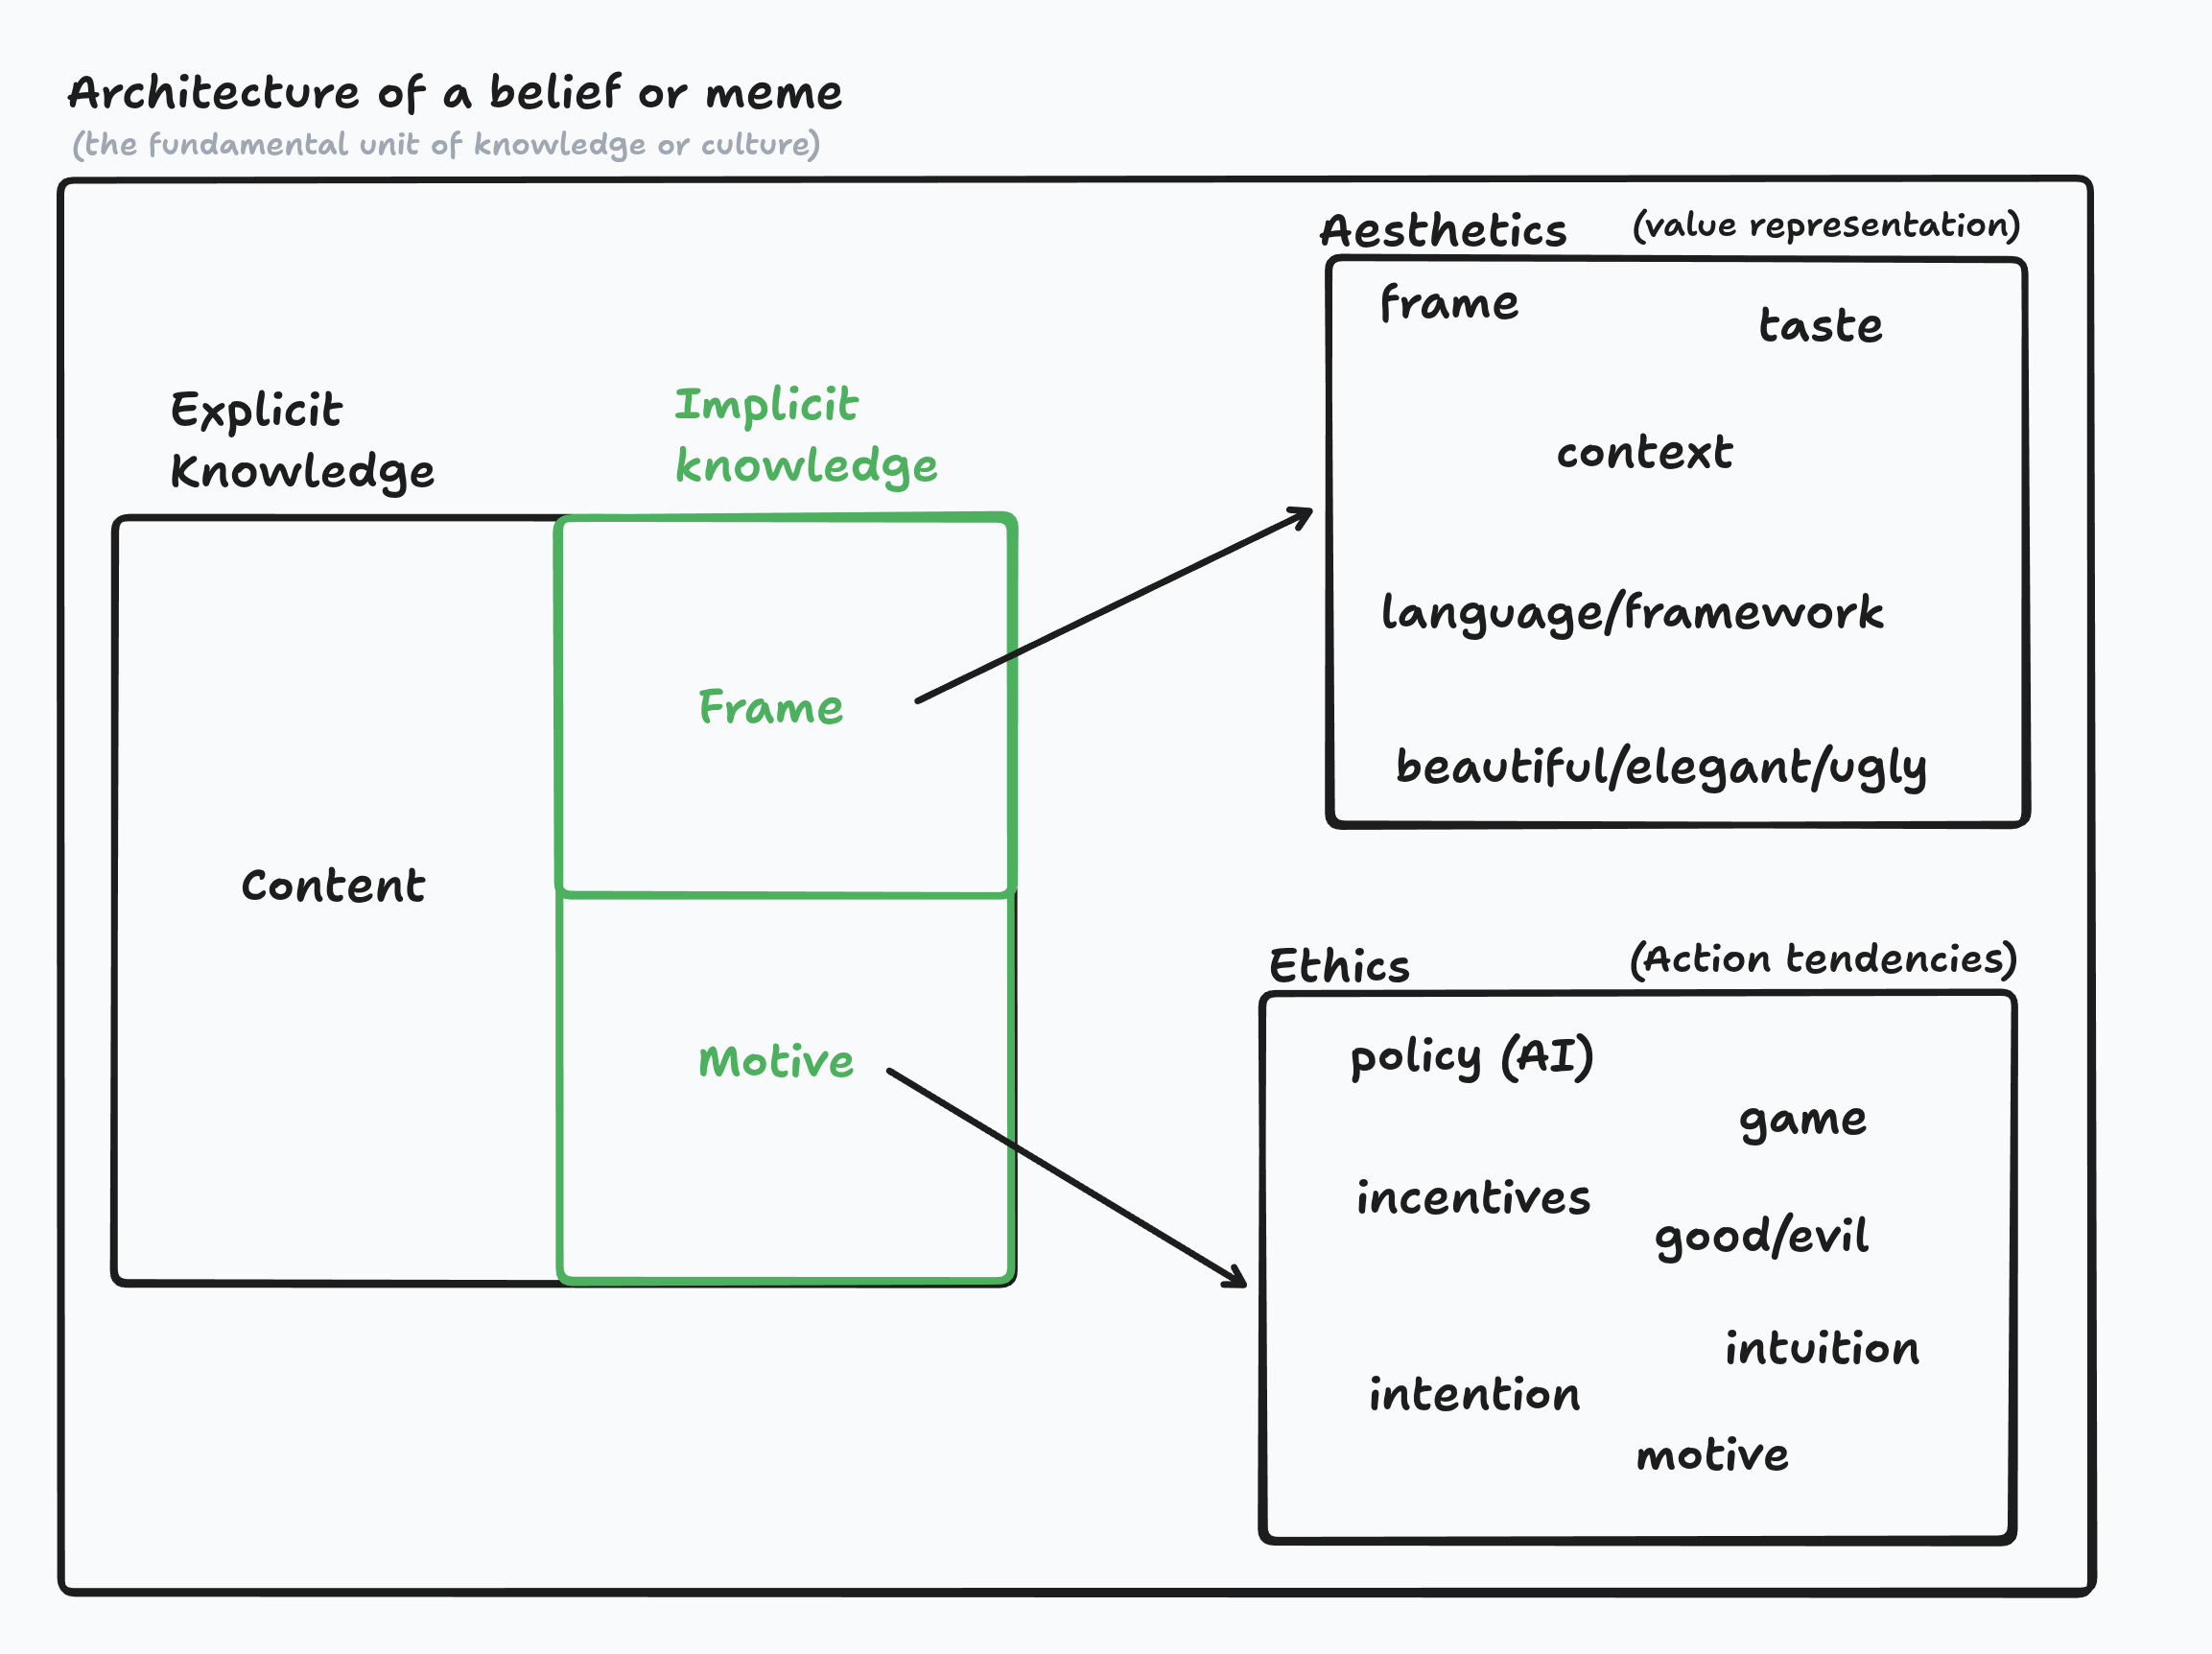 Architecture of a belief or meme
(the fundamental unit of knowledge or culture)
Explicit
Knowledge
Implicit
knowledge
Content
Frame
Motive
Aesthetics (value representation)
frame
taste
context
language/framework
beautiful/elegant/ugly
Ethics (Action tendencies)
policy (AI)
game
incentives
good/evil
intuition
intention
motive